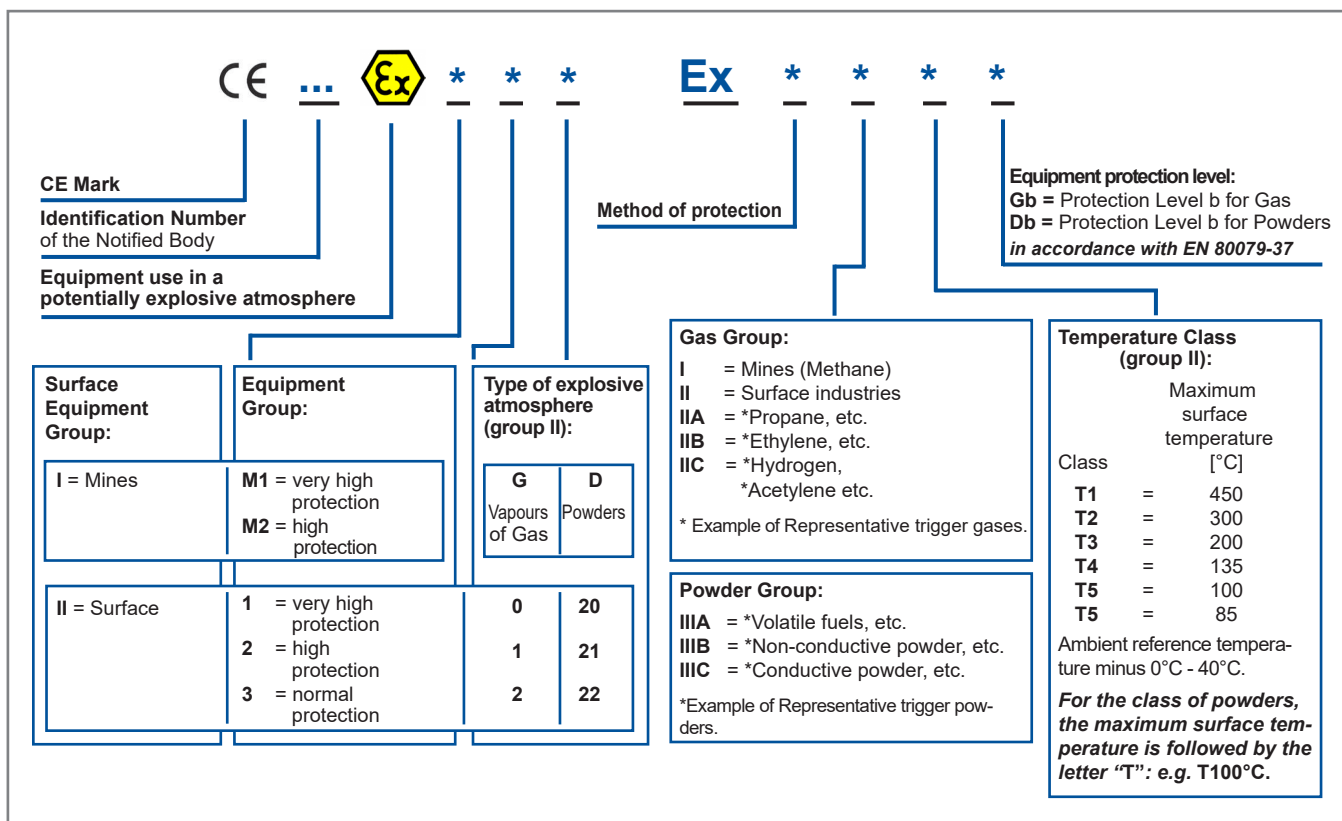 CE ... Ex * * * Ex * * * *
CE Mark
Identification Number
of the Notified Body
Equipment use in a
potentially explosive atmosphere
Method of protection
Equipment protection level:
Gb = Protection Level b for Gas
Db = Protection Level b for Powders
in accordance with EN 80079-37
Surface
Equipment
Group:
Equipment
Group:
Type of explosive
atmosphere
(group II):
I = Mines
M1 = very high
protection
M2 = high
protection
G D
Vapours Powders
of Gas
II = Surface
1 = very high
protection
0 20
2 = high
protection
1 21
3 = normal
protection
2 22
Gas Group:
I = Mines (Methane)
II = Surface industries
IIA = *Propane, etc.
IIB = *Ethylene, etc.
IIC = *Hydrogen,
*Acetylene etc.
* Example of Representative trigger gases.
Powder Group:
IIIA = *Volatile fuels, etc.
IIIB = *Non-conductive powder, etc.
IIIC = *Conductive powder, etc.
*Example of Representative trigger pow-
ders.
Temperature Class
(group II):
Maximum
surface
temperature
Class [°C]
T1 = 450
T2 = 300
T3 = 200
T4 = 135
T5 = 100
T5 = 85
Ambient reference tempera-
ture minus 0°C - 40°C.
For the class of powders,
the maximum surface tem-
perature is followed by the
letter “T”: e.g. T100°C.